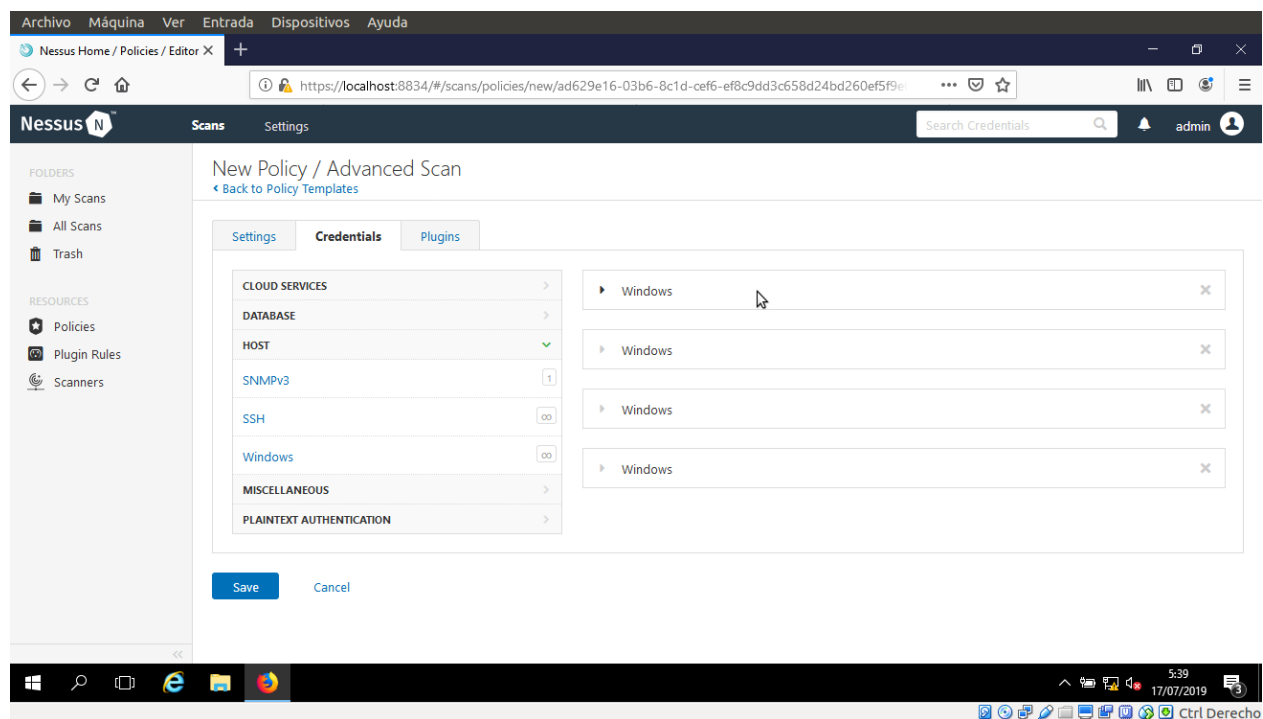 Archivo Máquina Ver Entrada Dispositivos Ayuda
Nessus Home / Policies / Editor
https://localhost:8834/#/scans/policies/new/ad629e16-03b6-8c1d-cef6-ef8c9dd3c658d24bd260ef5f9e
Nessus N
Scans Settings
Search Credentials
admin
FOLDERS
My Scans
All Scans
Trash
RESOURCES
Policies
Plugin Rules
Scanners
New Policy / Advanced Scan
Back to Policy Templates
Settings Credentials Plugins
CLOUD SERVICES
DATABASE
HOST
SNMPv3 1
SSH ∞
Windows ∞
MISCELLANEOUS
PLAINTEXT AUTHENTICATION
Windows
Windows
Windows
Windows
Save Cancel
5:39
17/07/2019
3
Ctrl Derecho